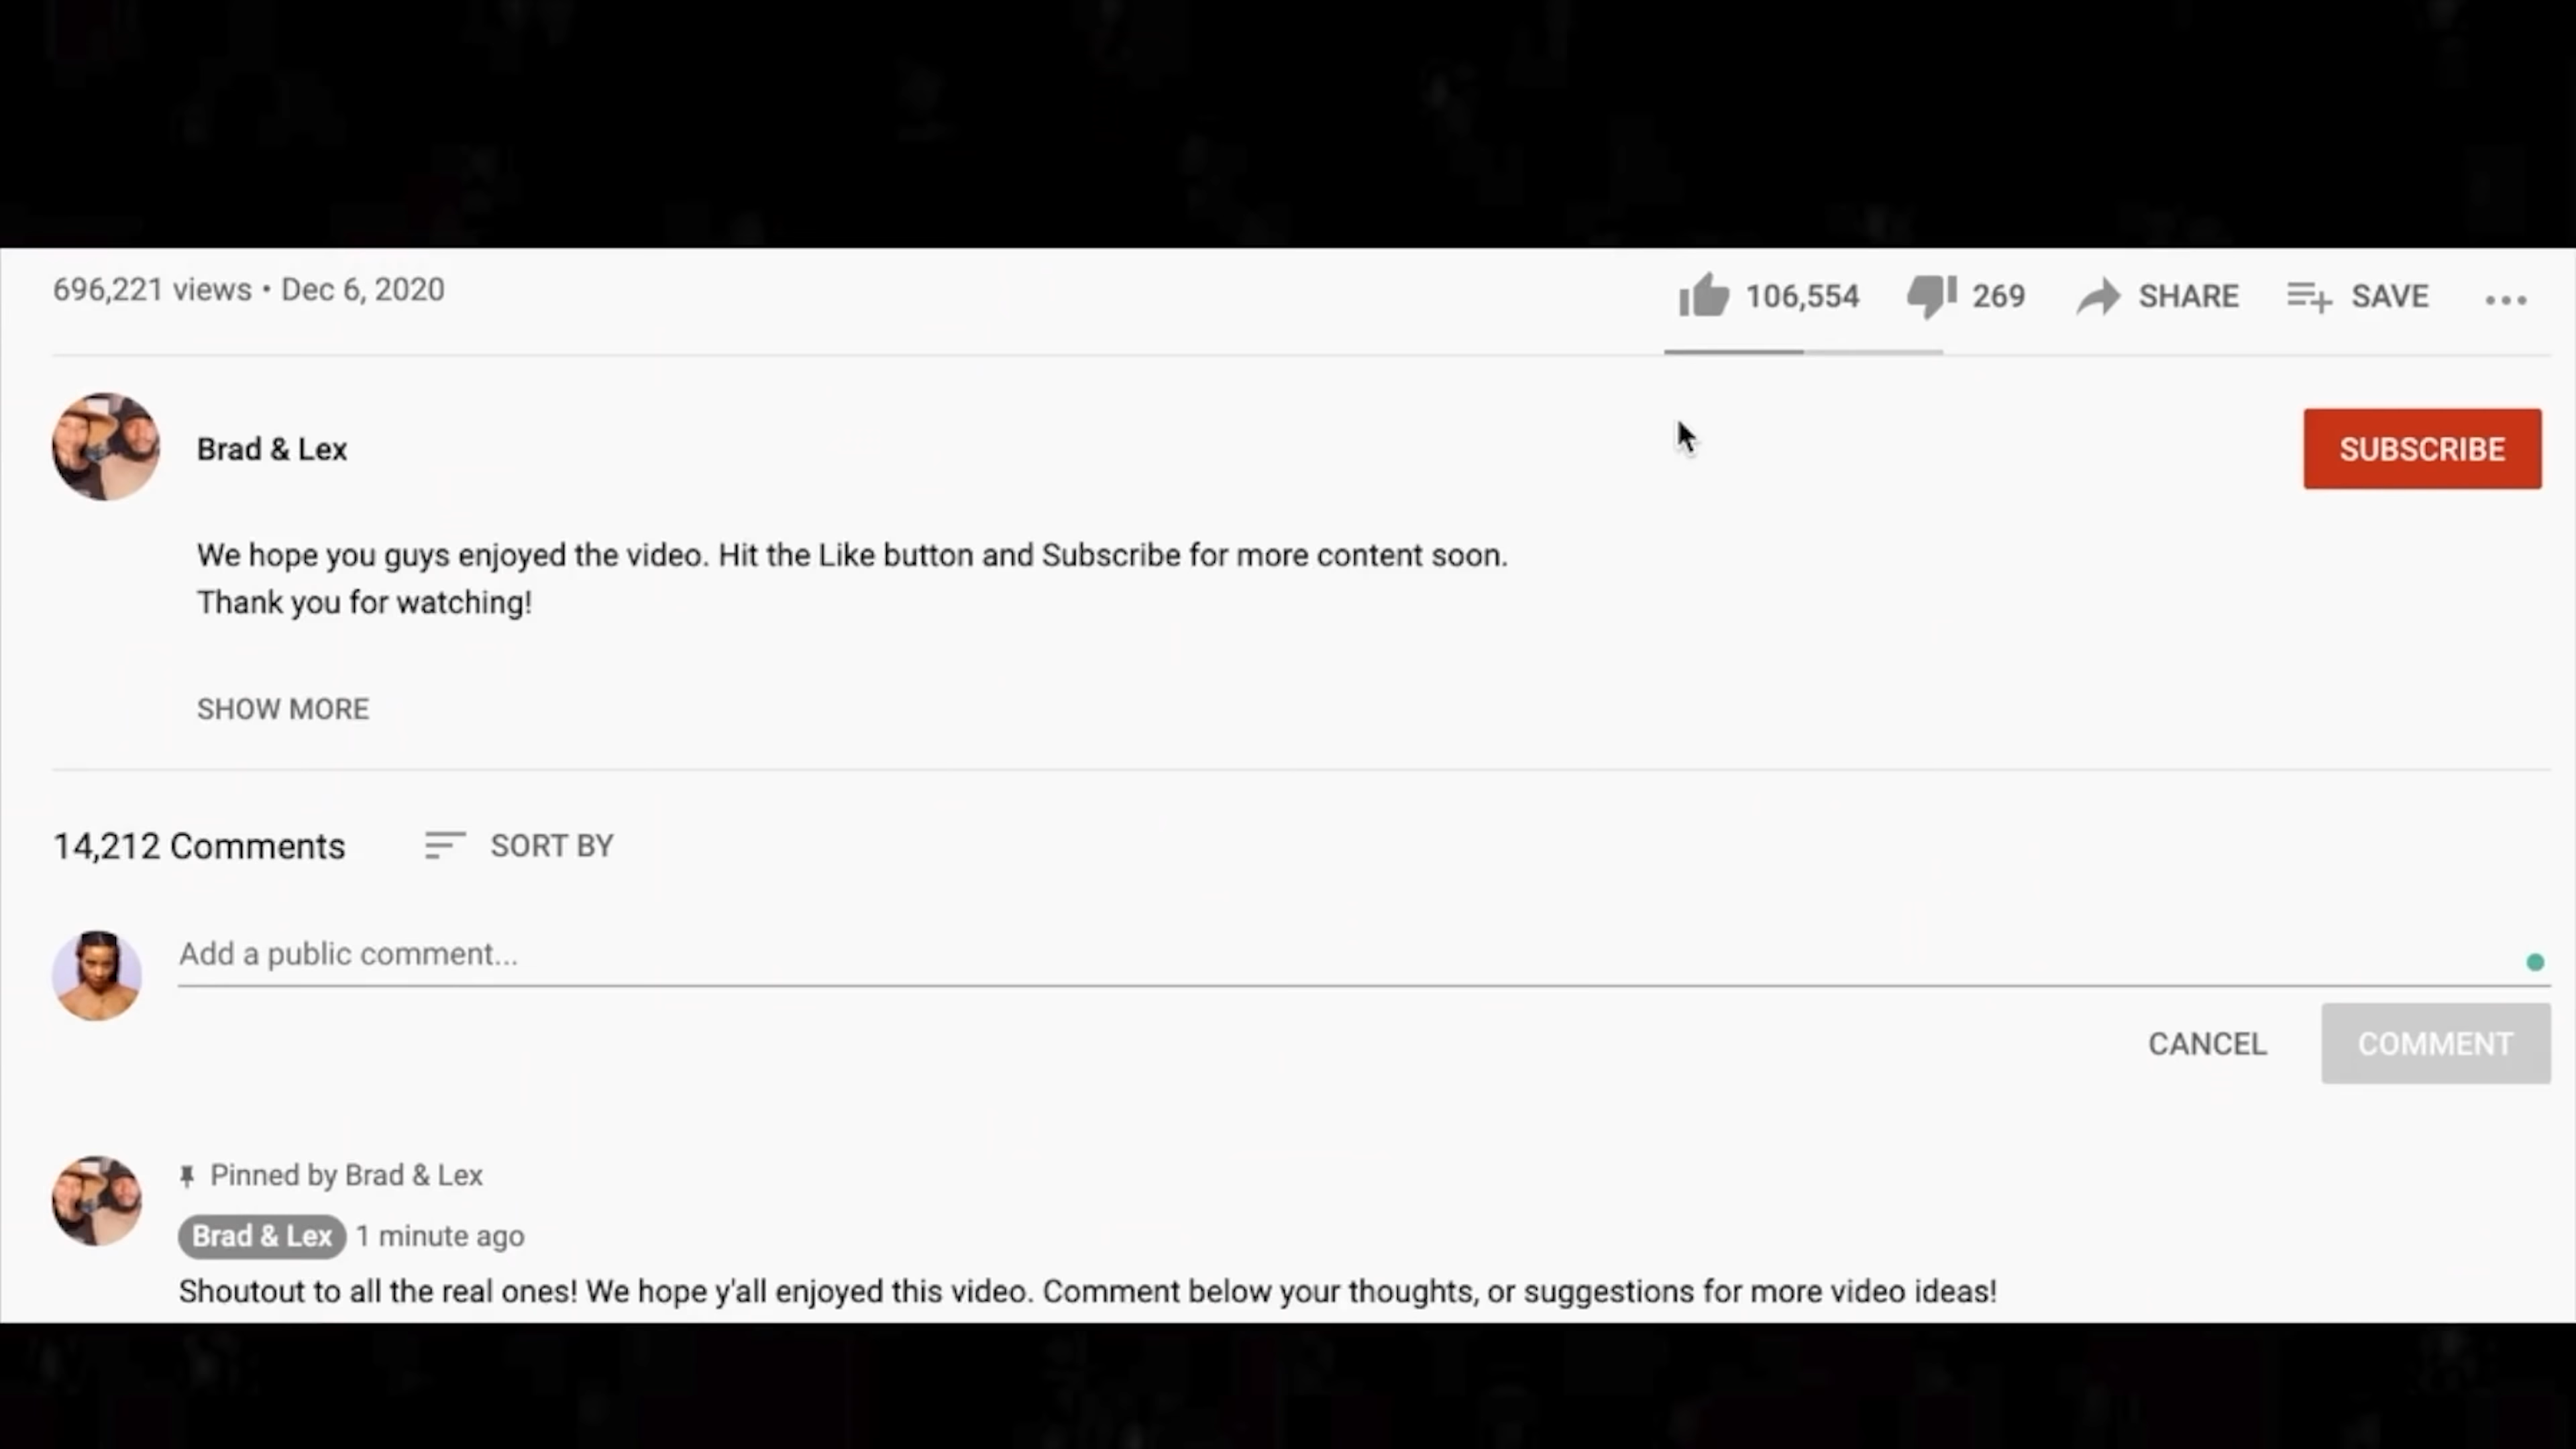 696,221 views • Dec 6, 2020
106,554 269 SHARE SAVE
Brad & Lex
SUBSCRIBE
We hope you guys enjoyed the video. Hit the Like button and Subscribe for more content soon.
Thank you for watching!
SHOW MORE
14,212 Comments SORT BY
Add a public comment...
CANCEL COMMENT
Pinned by Brad & Lex
Brad & Lex 1 minute ago
Shoutout to all the real ones! We hope y'all enjoyed this video. Comment below your thoughts, or suggestions for more video ideas!